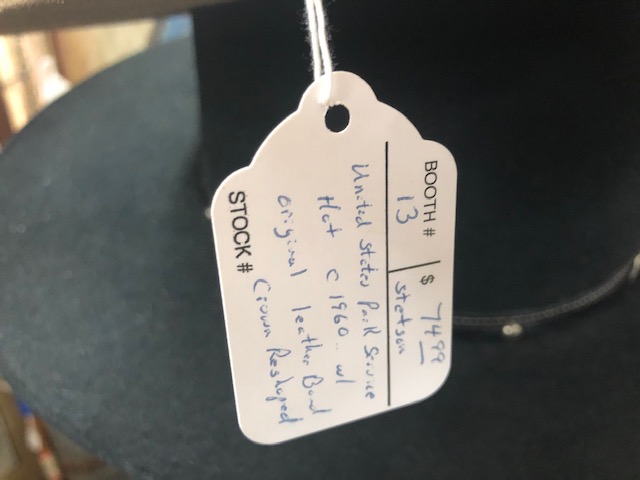 BOOTH # $ 74 99
13 Stetson
United States Park Service
Hat c 1960.. w/
original leather Band
STOCK # Crown Reshaped